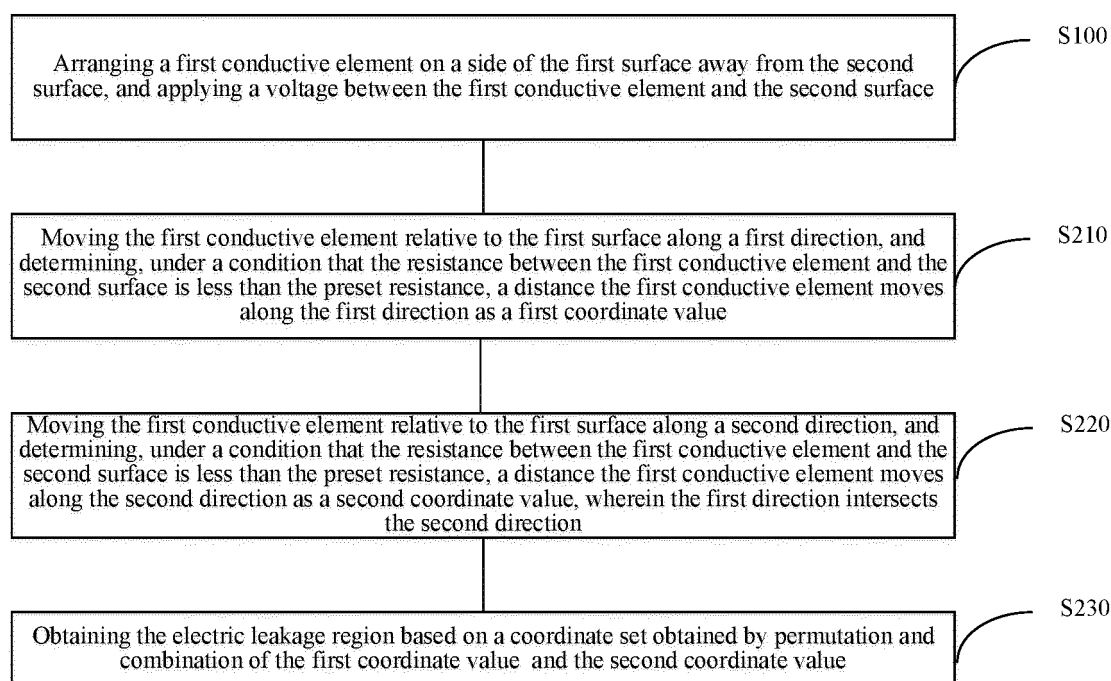 S100
Arranging a first conductive element on a side of the first surface away from the second
surface, and applying a voltage between the first conductive element and the second surface
S210
Moving the first conductive element relative to the first surface along a first direction, and
determining, under a condition that the resistance between the first conductive element and the
second surface is less than the preset resistance, a distance the first conductive element moves
along the first direction as a first coordinate value
S220
Moving the first conductive element relative to the first surface along a second direction, and
determining, under a condition that the resistance between the first conductive element and the
second surface is less than the preset resistance, a distance the first conductive element moves
along the second direction as a second coordinate value, wherein the first direction intersects
the second direction
S230
Obtaining the electric leakage region based on a coordinate set obtained by permutation and
combination of the first coordinate value and the second coordinate value